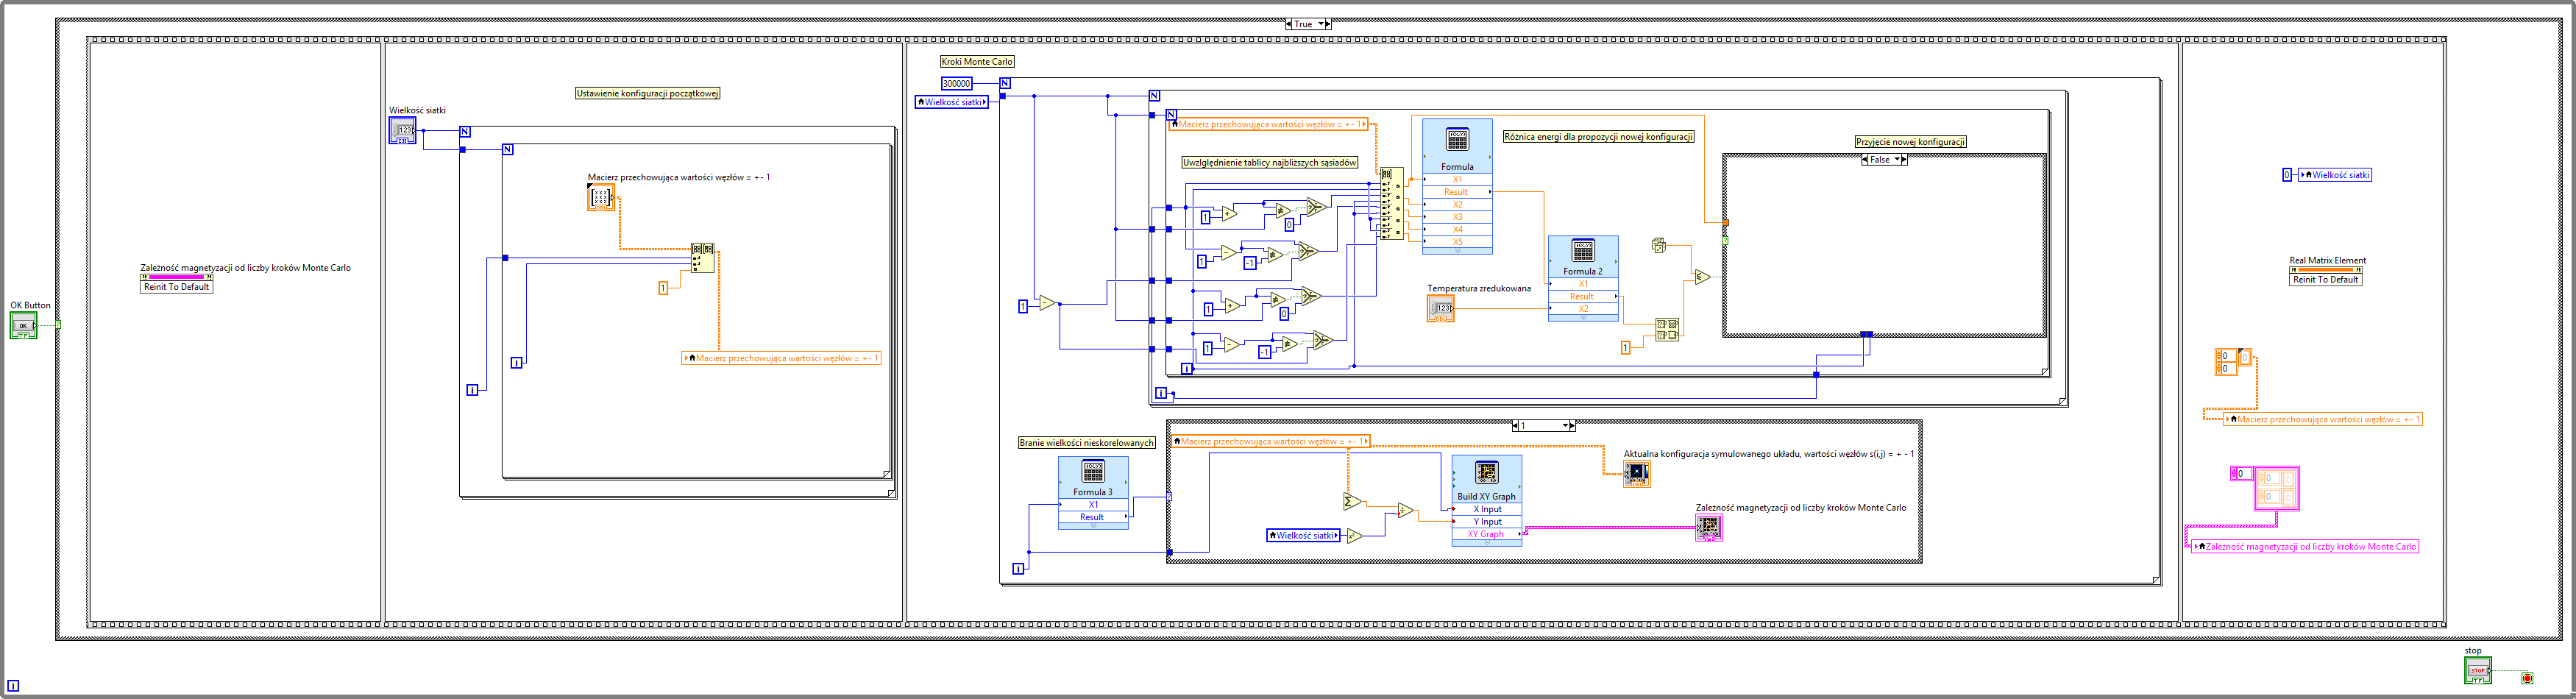 True
Kroki Monte Carlo
300000
N
Wielkość siatki
Ustawienie konfiguracji początkowej
Wielkość siatki
123
N
N
N
N
Macierz przechowująca wartości węzłów = +- 1
Różnica energi dla propozycji nowej konfiguracji
Przyjęcie nowej konfiguracji
False
Uwzględnienie tablicy najbliższych sąsiadów
Formula
X1
Result
X2
X3
X4
X5
Macierz przechowująca wartości węzłów = +- 1
0
Wielkość siatki
1
0
1
-1
1
0
1
-1
1
Formula 2
X1
Result
X2
Temperatura zredukowana
123
1
Zależność magnetyzacji od liczby kroków Monte Carlo
Reinit To Default
1
Real Matrix Element
Reinit To Default
OK Button
OK
TF
Macierz przechowująca wartości węzłów = +- 1
i
i
i
i
0
0
0
Macierz przechowująca wartości węzłów = +- 1
1
Branie wielkości nieskorelowanych
Macierz przechowująca wartości węzłów = +- 1
Formula 3
X1
Result
Aktualna konfiguracja symulowanego układu, wartości węzłów s(i,j) = + - 1
Build XY Graph
X Input
Y Input
XY Graph
Wielkość siatki
x²
Zależność magnetyzacji od liczby kroków Monte Carlo
0
0
0
Zależność magnetyzacji od liczby kroków Monte Carlo
i
stop
STOP
TF
i